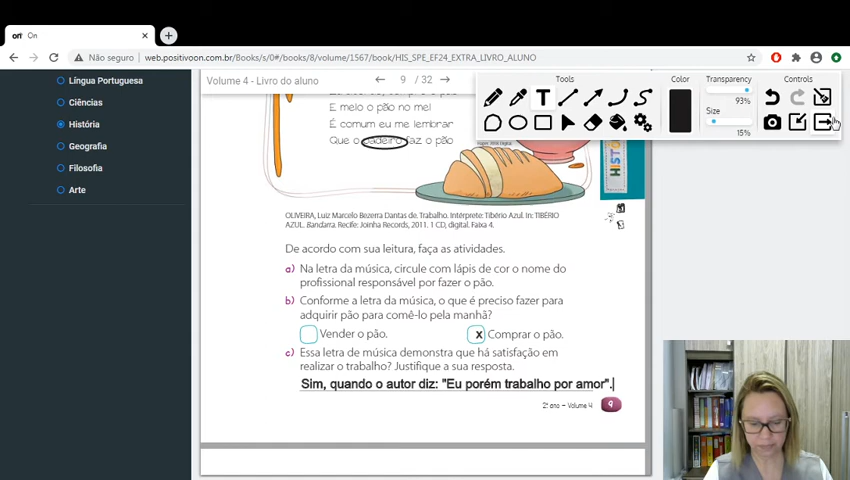 On
Não seguro
web.positivoon.com.br/Books/s/0#/books/8/volume/1567/book/HIS_SPE_EF24_EXTRA_LIVRO_ALUNO
Língua Portuguesa
Ciências
História
Geografia
Filosofia
Arte
Volume 4 - Livro do aluno
9 / 32
Tools
Color
Transparency
93%
Size
15%
Controls
E meio o pão no mel
É comum eu me lembrar
Que o padeiro faz o pão
HISTÓ
OLIVEIRA, Luiz Marcelo Bezerra Dantas de. Trabalho. Intérprete: Tibério Azul. In: TIBÉRIO
AZUL. Bandarra. Recife: Joinha Records, 2011. 1 CD, digital. Faixa 4.
De acordo com sua leitura, faça as atividades.
a) Na letra da música, circule com lápis de cor o nome do
profissional responsável por fazer o pão.
b) Conforme a letra da música, o que é preciso fazer para
adquirir pão para comê-lo pela manhã?
Vender o pão.
x Comprar o pão.
c) Essa letra de música demonstra que há satisfação em
realizar o trabalho? Justifique a sua resposta.
Sim, quando o autor diz: "Eu porém trabalho por amor".
2º ano – Volume 4 9